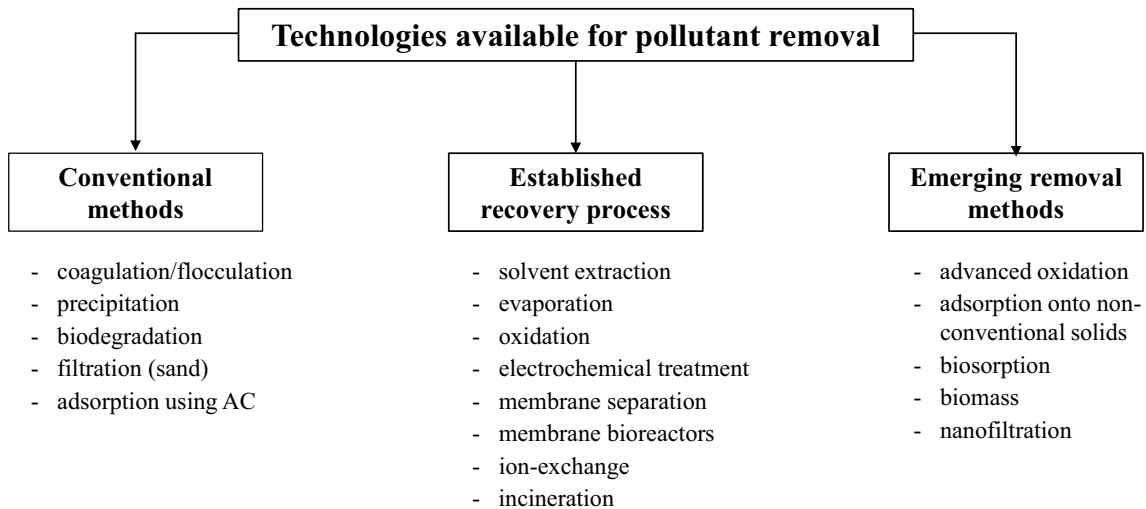 Technologies available for pollutant removal
Conventional
methods
- coagulation/flocculation
- precipitation
- biodegradation
- filtration (sand)
- adsorption using AC
Established
recovery process
- solvent extraction
- evaporation
- oxidation
- electrochemical treatment
- membrane separation
- membrane bioreactors
- ion-exchange
- incineration
Emerging removal
methods
- advanced oxidation
- adsorption onto non-
conventional solids
- biosorption
- biomass
- nanofiltration